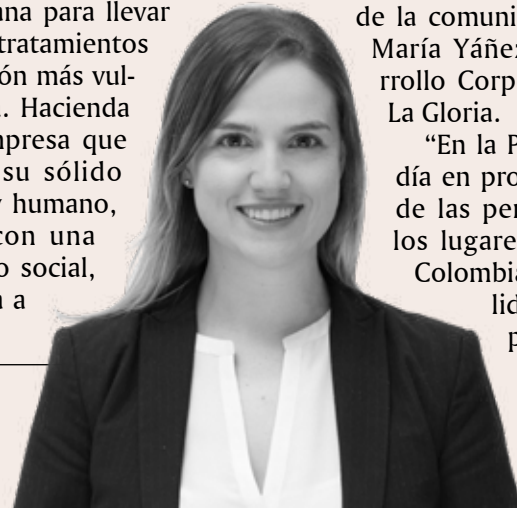 ana para llevar
tratamientos
ón más vul-
. Hacienda
mpresa que
su sólido
y humano,
con una
o social,
a a
de la comuni
María Yáñez
rrollo Corp
La Gloria.
“En la P
día en pro
de las per
los lugare
Colombia
lid
p